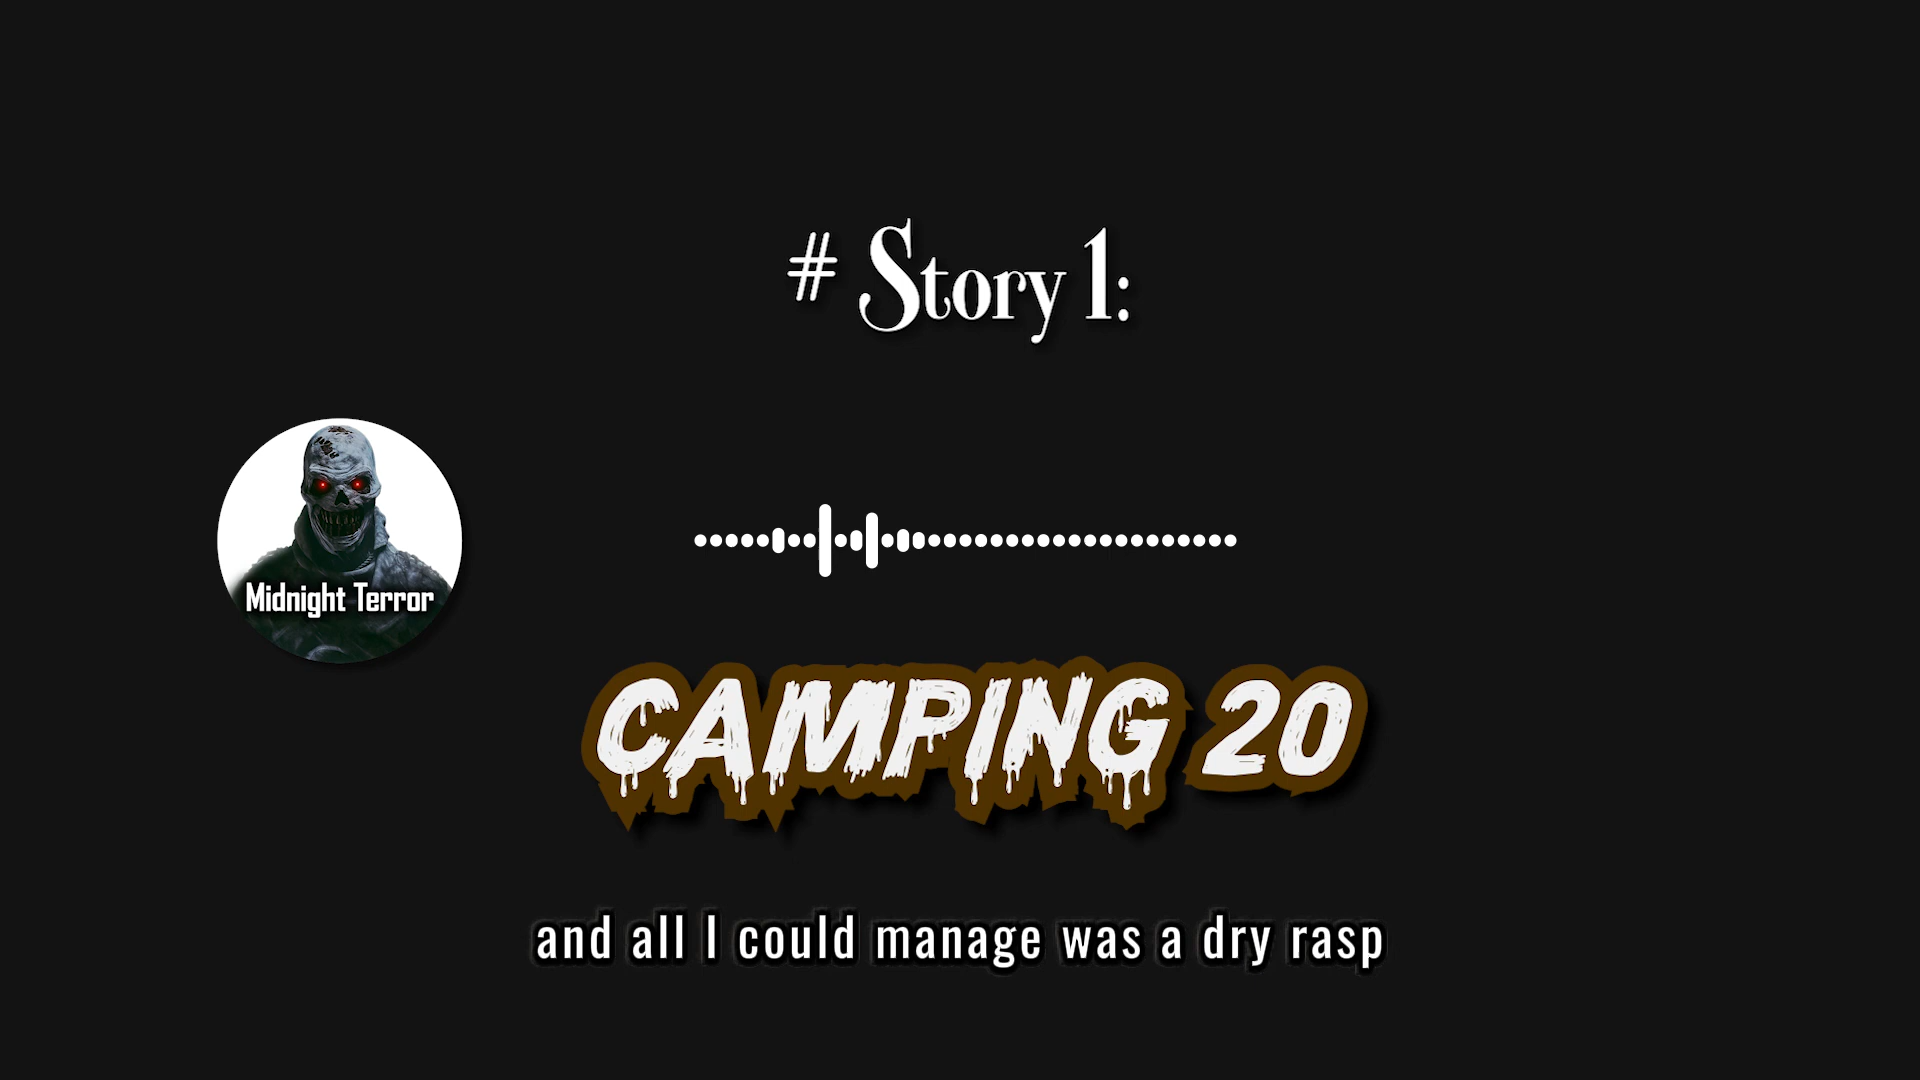 # Story 1:
Midnight Terror
CAMPING 20
and all I could manage was a dry rasp